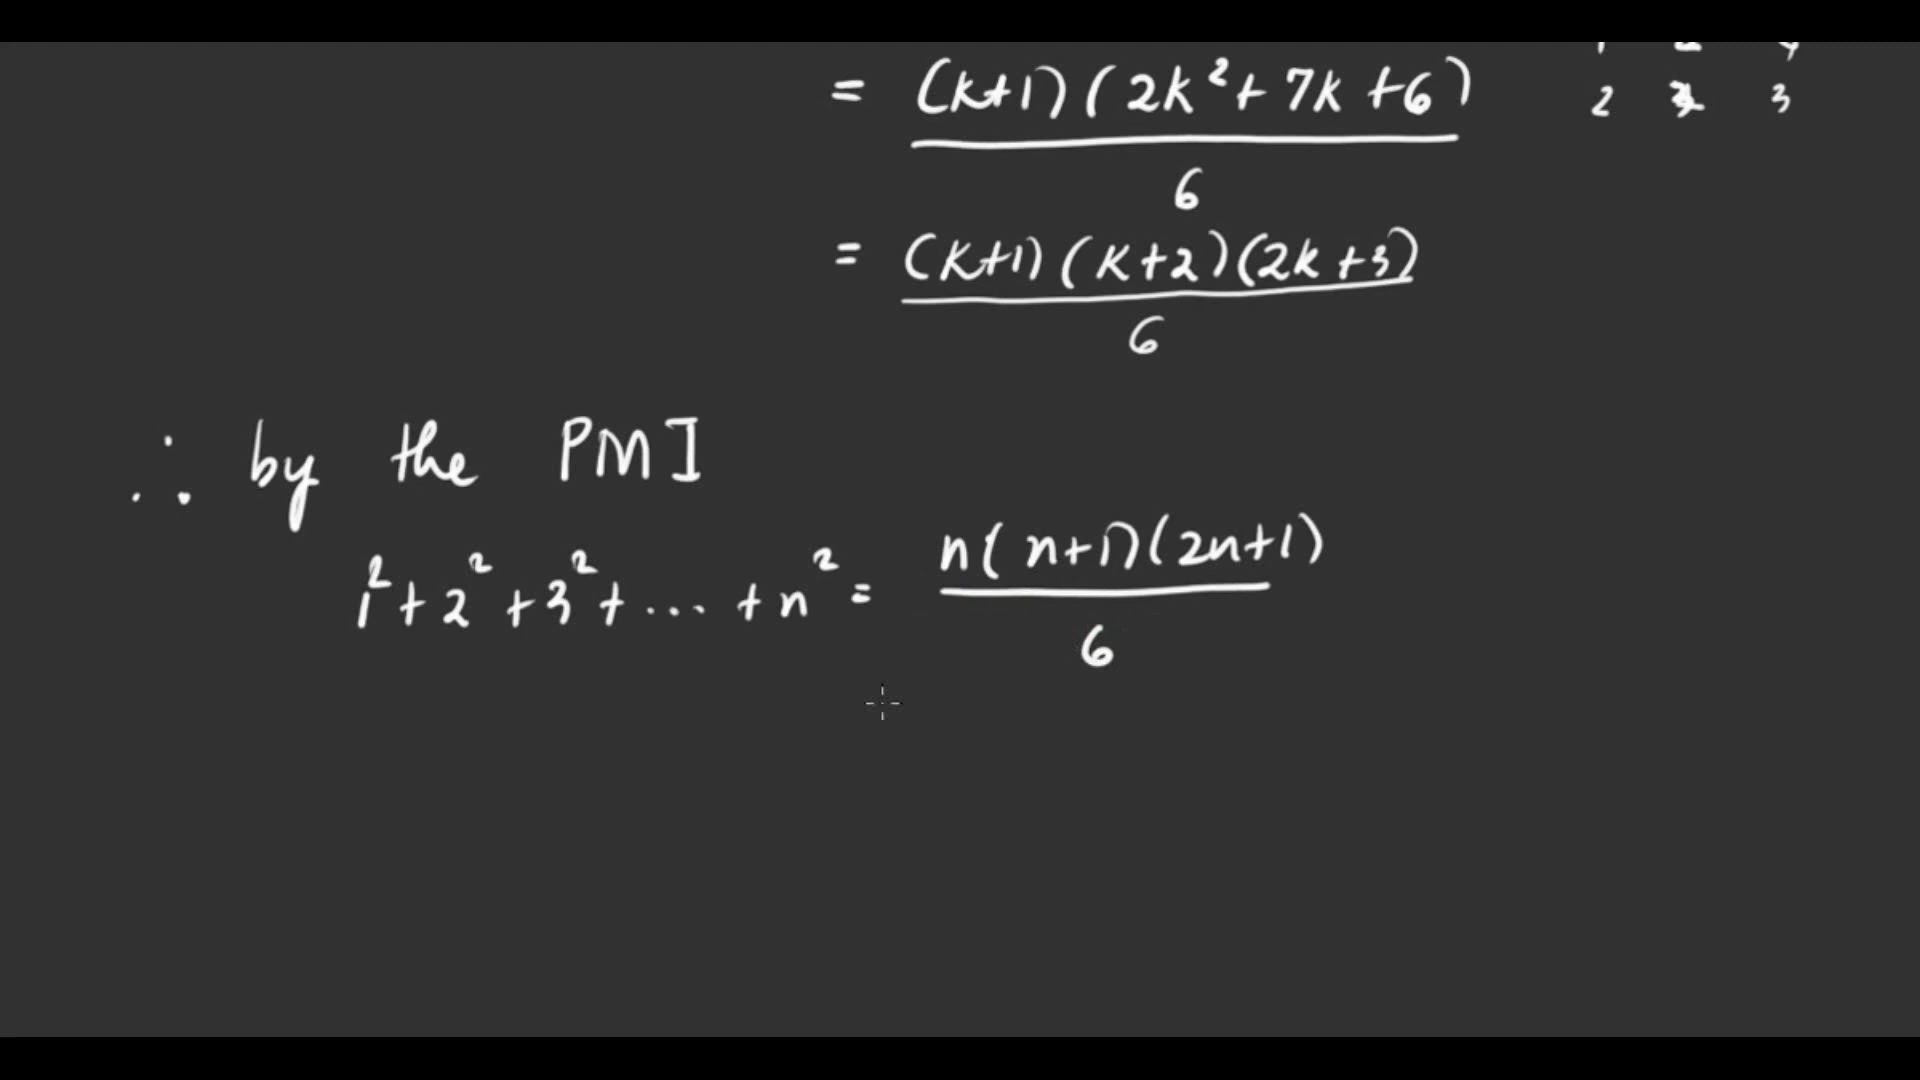 = (k+1)(2k²+7k+6)
2 3
6
= (k+1)(k+2)(2k+3)
6
∴ by the PMI
1²+2²+3²+...+n² = n(n+1)(2n+1)
6